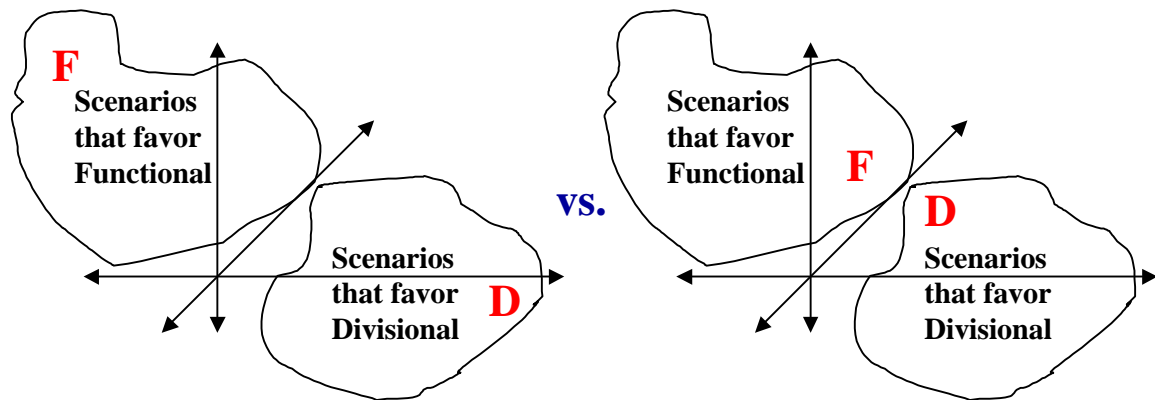 F
Scenarios
that favor
Functional
D
Scenarios
that favor
Divisional
vs.
F
Scenarios
that favor
Functional
D
Scenarios
that favor
Divisional